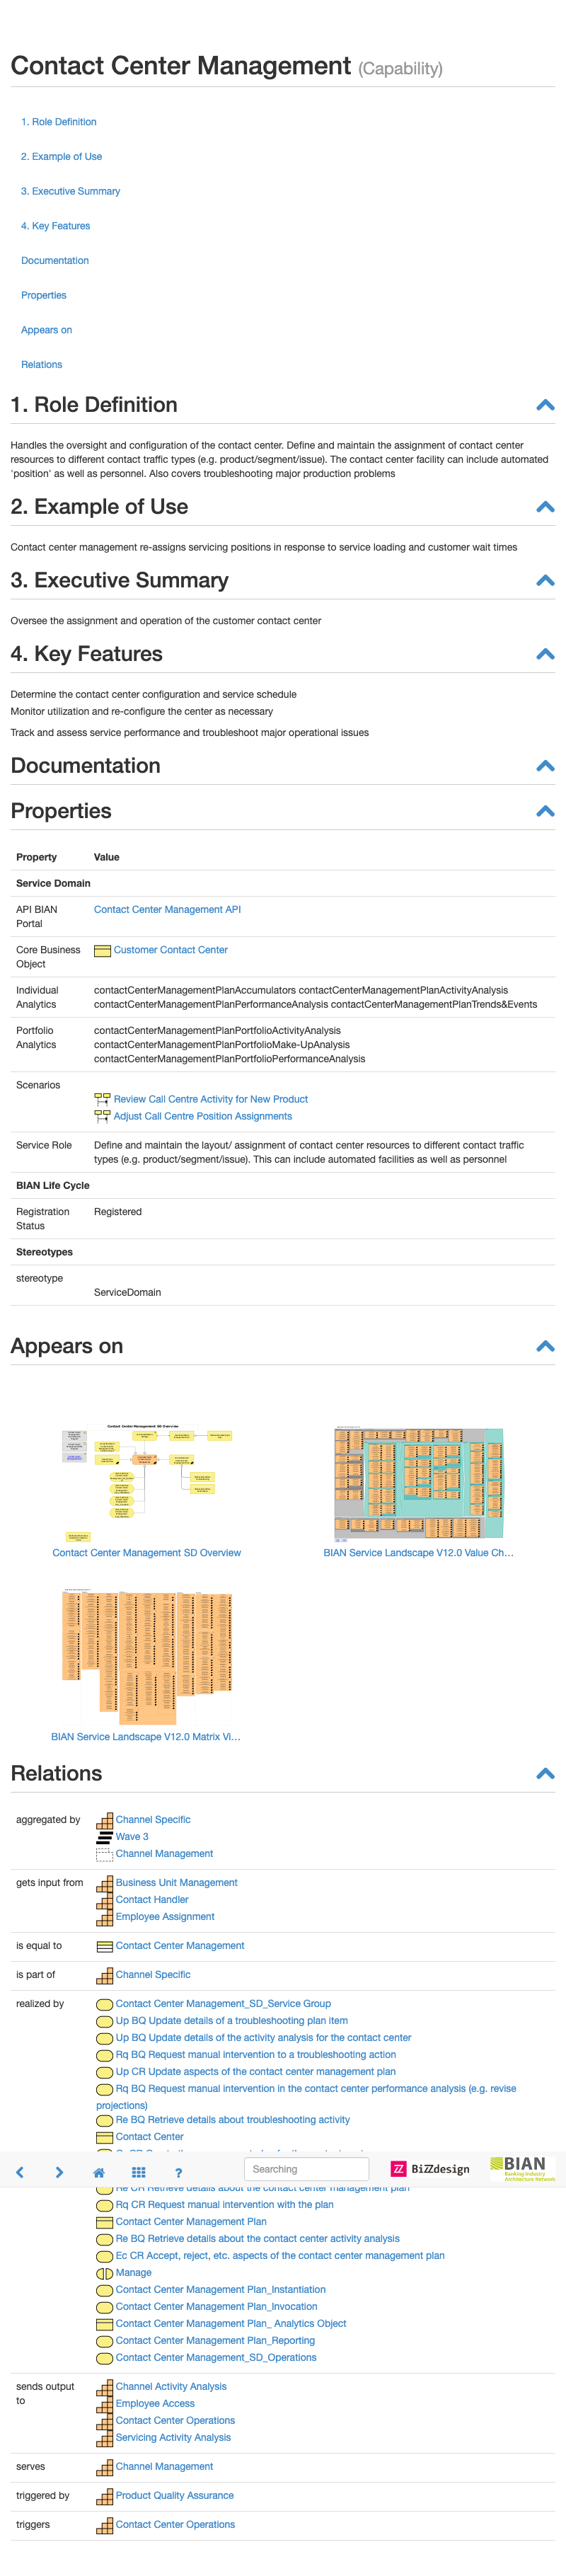 Contact Center Management (Capability)
1. Role Definition
2. Example of Use
3. Executive Summary
4. Key Features
Documentation
Properties
Appears on
Relations
1. Role Definition
Handles the oversight and configuration of the contact center. Define and maintain the assignment of contact center
resources to different contact traffic types (e.g. product/segment/issue). The contact center facility can include automated
'position' as well as personnel. Also covers troubleshooting major production problems
2. Example of Use
Contact center management re-assigns servicing positions in response to service loading and customer wait times
3. Executive Summary
Oversee the assignment and operation of the customer contact center
4. Key Features
Determine the contact center configuration and service schedule
Monitor utilization and re-configure the center as necessary
Track and assess service performance and troubleshoot major operational issues
Documentation
Properties
Property Value
Service Domain
API BIAN Portal Contact Center Management API
Core Business Object Customer Contact Center
Individual Analytics contactCenterManagementPlanAccumulators contactCenterManagementPlanActivityAnalysis
contactCenterManagementPlanPerformanceAnalysis contactCenterManagementPlanTrends&Events
Portfolio Analytics contactCenterManagementPlanPortfolioActivityAnalysis
contactCenterManagementPlanPortfolioMake-UpAnalysis
contactCenterManagementPlanPortfolioPerformanceAnalysis
Scenarios
Review Call Centre Activity for New Product
Adjust Call Centre Position Assignments
Service Role Define and maintain the layout/ assignment of contact center resources to different contact traffic
types (e.g. product/segment/issue). This can include automated facilities as well as personnel
BIAN Life Cycle
Registration Status Registered
Stereotypes
stereotype
ServiceDomain
Appears on
Contact Center Management SD Overview
Contact Center Management SD Overview
BIAN Service Landscape V12.0 Value Ch...
BIAN Service Landscape V12.0 Matrix Vi...
Relations
aggregated by Channel Specific
Wave 3
Channel Management
gets input from Business Unit Management
Contact Handler
Employee Assignment
is equal to Contact Center Management
is part of Channel Specific
realized by Contact Center Management_SD_Service Group
Up BQ Update details of a troubleshooting plan item
Up BQ Update details of the activity analysis for the contact center
Rq BQ Request manual intervention to a troubleshooting action
Up CR Update aspects of the contact center management plan
Rq BQ Request manual intervention in the contact center performance analysis (e.g. revise
projections)
Re BQ Retrieve details about troubleshooting activity
Contact Center
Searching
BiZZdesign
BIAN
Banking Industry
Architecture Network
Re CR Retrieve details about the contact center management plan
Rq CR Request manual intervention with the plan
Contact Center Management Plan
Re BQ Retrieve details about the contact center activity analysis
Ec CR Accept, reject, etc. aspects of the contact center management plan
Manage
Contact Center Management Plan_Instantiation
Contact Center Management Plan_Invocation
Contact Center Management Plan_ Analytics Object
Contact Center Management Plan_Reporting
Contact Center Management_SD_Operations
sends output to Channel Activity Analysis
Employee Access
Contact Center Operations
Servicing Activity Analysis
serves Channel Management
triggered by Product Quality Assurance
triggers Contact Center Operations